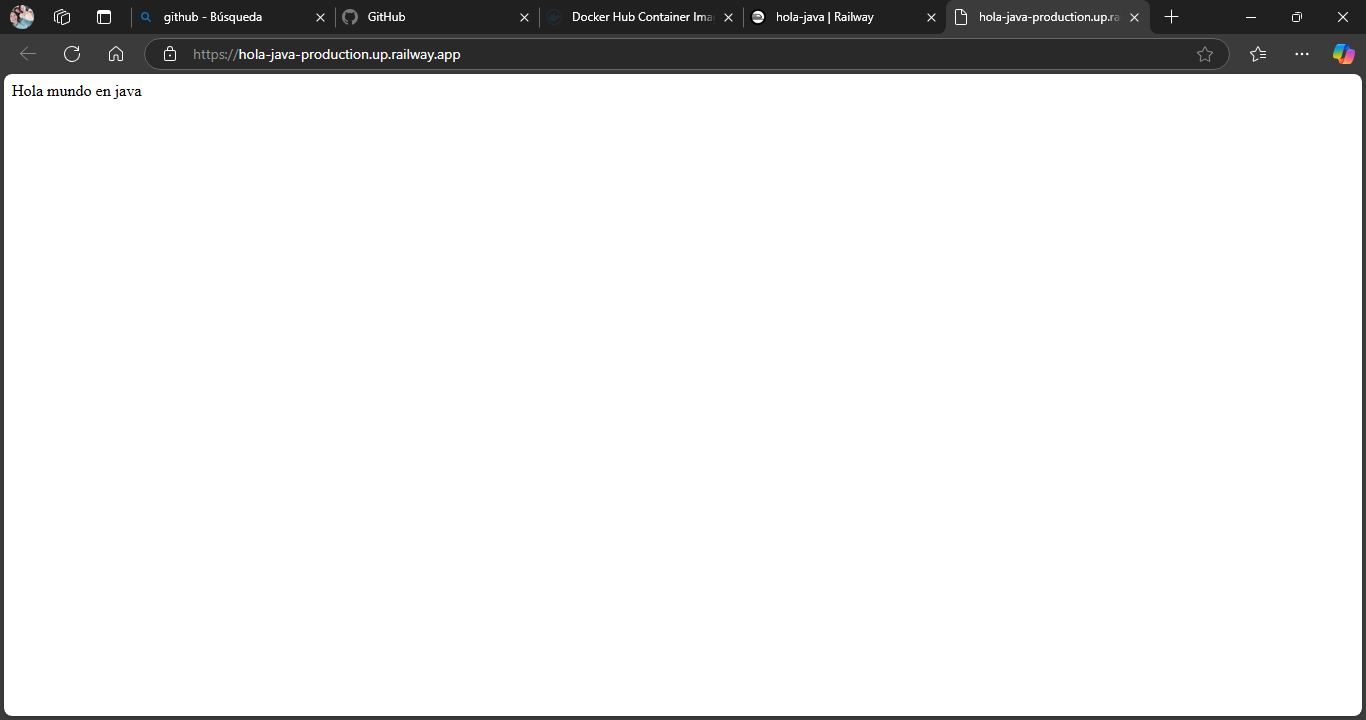 github - Búsqueda
GitHub
Docker Hub Container Ima
hola-java | Railway
hola-java-production.up.ra
https://hola-java-production.up.railway.app
Hola mundo en java